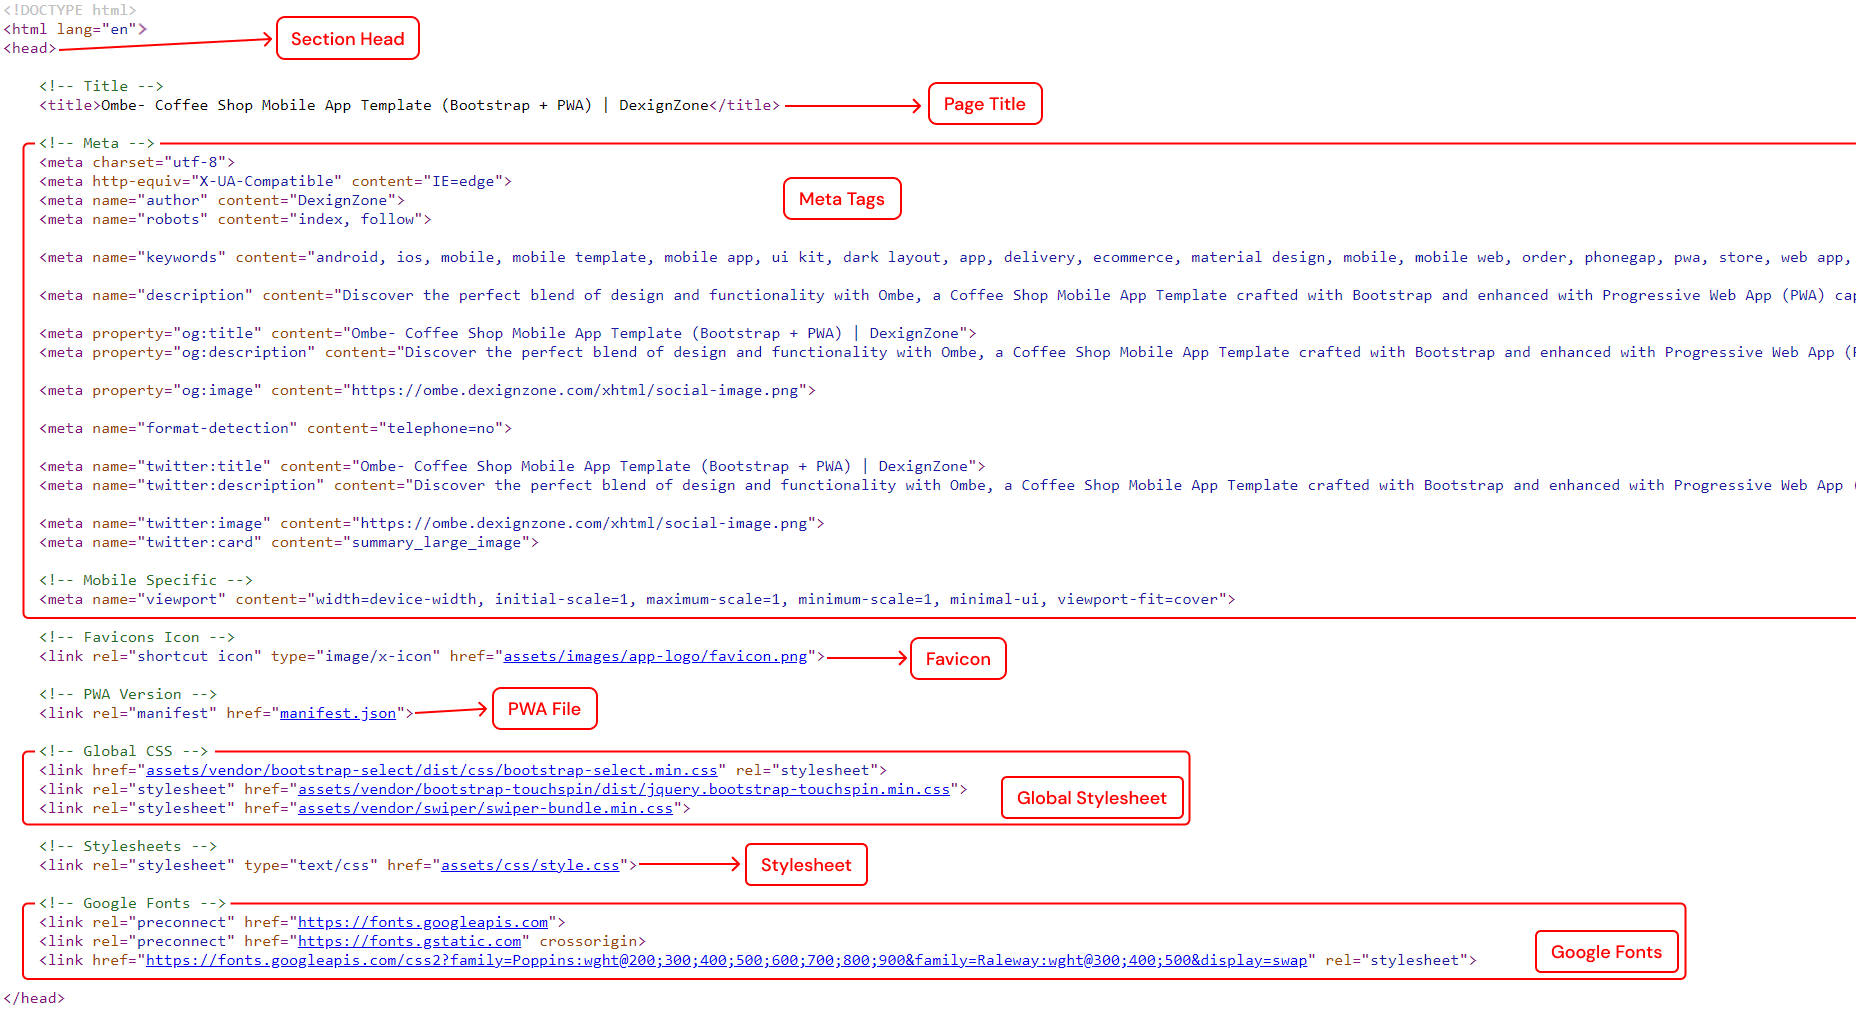 <!DOCTYPE html>
<html lang="en">
<head>
Section Head
<!-- Title -->
<title>Ombe- Coffee Shop Mobile App Template (Bootstrap + PWA) | DexignZone</title>
Page Title
<!-- Meta -->
<meta charset="utf-8">
<meta http-equiv="X-UA-Compatible" content="IE=edge">
<meta name="author" content="DexignZone">
Meta Tags
<meta name="robots" content="index, follow">
<meta name="keywords" content="android, ios, mobile, mobile template, mobile app, ui kit, dark layout, app, delivery, ecommerce, material design, mobile, mobile web, order, phonegap, pwa, store, web app,
<meta name="description" content="Discover the perfect blend of design and functionality with Ombe, a Coffee Shop Mobile App Template crafted with Bootstrap and enhanced with Progressive Web App (PWA) cap
<meta property="og:title" content="Ombe- Coffee Shop Mobile App Template (Bootstrap + PWA) | DexignZone">
<meta property="og:description" content="Discover the perfect blend of design and functionality with Ombe, a Coffee Shop Mobile App Template crafted with Bootstrap and enhanced with Progressive Web App (P
<meta property="og:image" content="https://ombe.dexignzone.com/xhtml/social-image.png">
<meta name="format-detection" content="telephone=no">
<meta name="twitter:title" content="Ombe- Coffee Shop Mobile App Template (Bootstrap + PWA) | DexignZone">
<meta name="twitter:description" content="Discover the perfect blend of design and functionality with Ombe, a Coffee Shop Mobile App Template crafted with Bootstrap and enhanced with Progressive Web App (
<meta name="twitter:image" content="https://ombe.dexignzone.com/xhtml/social-image.png">
<meta name="twitter:card" content="summary_large_image">
<!-- Mobile Specific -->
<meta name="viewport" content="width=device-width, initial-scale=1, maximum-scale=1, minimum-scale=1, minimal-ui, viewport-fit=cover">
<!-- Favicons Icon -->
<link rel="shortcut icon" type="image/x-icon" href="assets/images/app-logo/favicon.png">
Favicon
<!-- PWA Version -->
<link rel="manifest" href="manifest.json">
PWA File
<!-- Global CSS -->
<link href="assets/vendor/bootstrap-select/dist/css/bootstrap-select.min.css" rel="stylesheet">
<link rel="stylesheet" href="assets/vendor/bootstrap-touchspin/dist/jquery.bootstrap-touchspin.min.css">
Global Stylesheet
<link rel="stylesheet" href="assets/vendor/swiper/swiper-bundle.min.css">
<!-- Stylesheets -->
<link rel="stylesheet" type="text/css" href="assets/css/style.css">
Stylesheet
<!-- Google Fonts -->
<link rel="preconnect" href="https://fonts.googleapis.com">
<link rel="preconnect" href="https://fonts.gstatic.com" crossorigin>
<link href="https://fonts.googleapis.com/css2?family=Poppins:wght@200;300;400;500;600;700;800;900&family=Raleway:wght@300;400;500&display=swap" rel="stylesheet">
Google Fonts
</head>